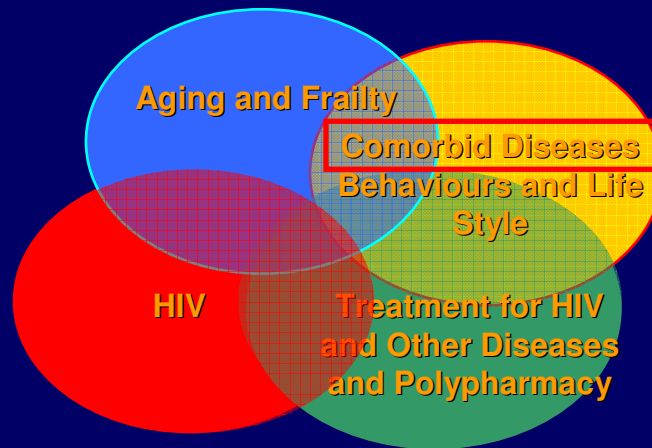 Aging and Frailty
Comorbid Diseases
Behaviours and Life
Style
HIV
Treatment for HIV
and Other Diseases
and Polypharmacy